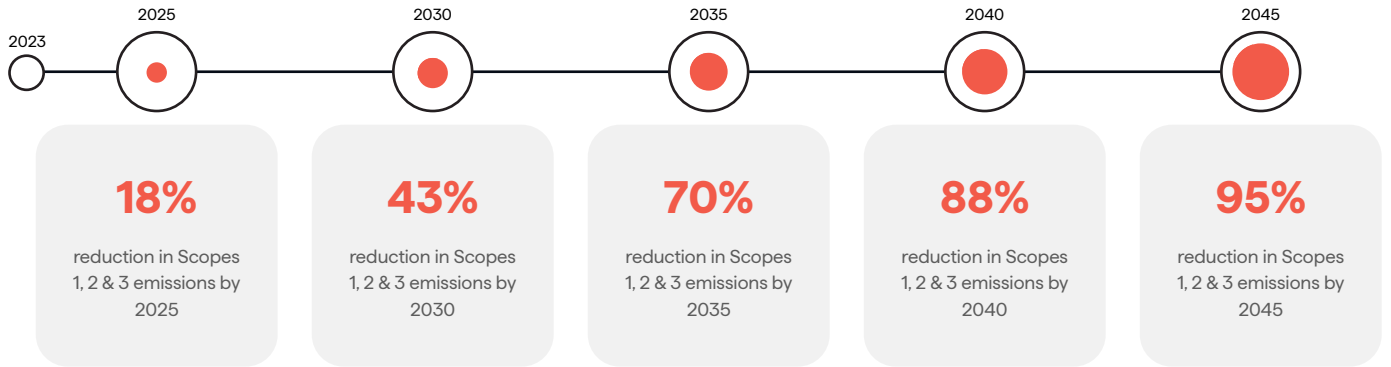 2023
2025
2030
2035
2040
2045
18%
reduction in Scopes
1, 2 & 3 emissions by
2025
43%
reduction in Scopes
1, 2 & 3 emissions by
2030
70%
reduction in Scopes
1, 2 & 3 emissions by
2035
88%
reduction in Scopes
1, 2 & 3 emissions by
2040
95%
reduction in Scopes
1, 2 & 3 emissions by
2045